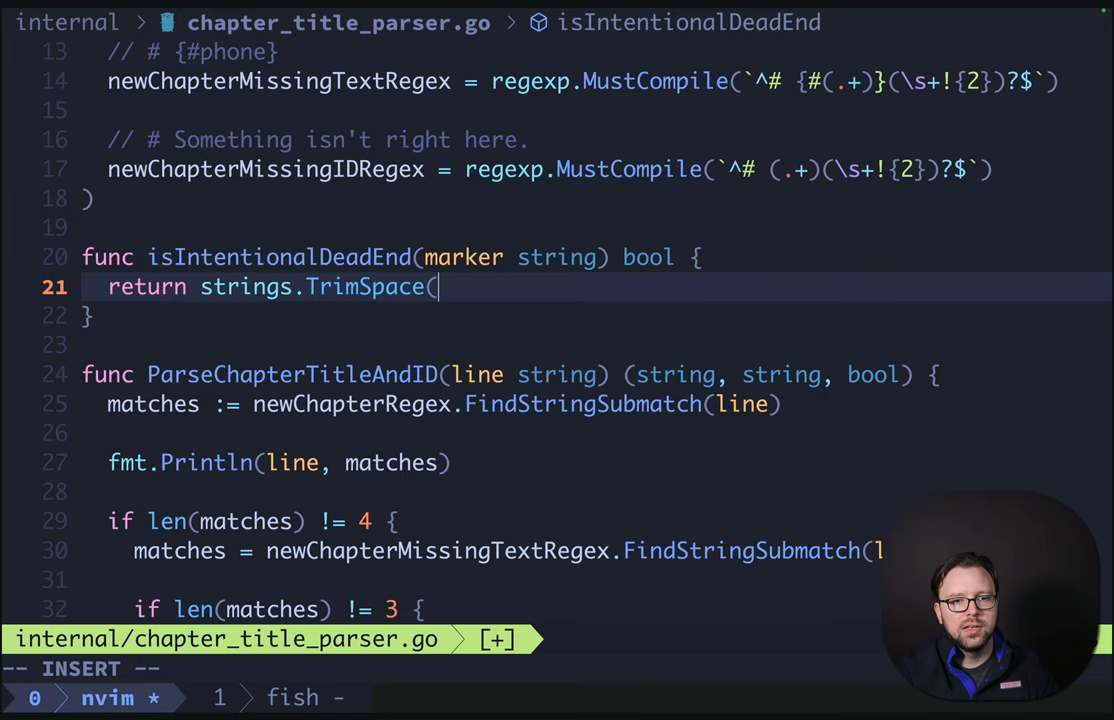 internal > chapter_title_parser.go > isIntentionalDeadEnd
13 // # {#phone}
14 newChapterMissingTextRegex = regexp.MustCompile(`^# {#(.+)}(\s+!{2})?$`)
15
16 // # Something isn't right here.
17 newChapterMissingIDRegex = regexp.MustCompile(`^# (.+)(\s+!{2})?$`)
18 )
19
20 func isIntentionalDeadEnd(marker string) bool {
21 return strings.TrimSpace(
22 }
23
24 func ParseChapterTitleAndID(line string) (string, string, bool) {
25 matches := newChapterRegex.FindStringSubmatch(line)
26
27 fmt.Println(line, matches)
28
29 if len(matches) != 4 {
30 matches = newChapterMissingTextRegex.FindStringSubmatch(l
31
32 if len(matches) != 3 {
internal/chapter_title_parser.go [+]
-- INSERT --
0 nvim * 1 fish -